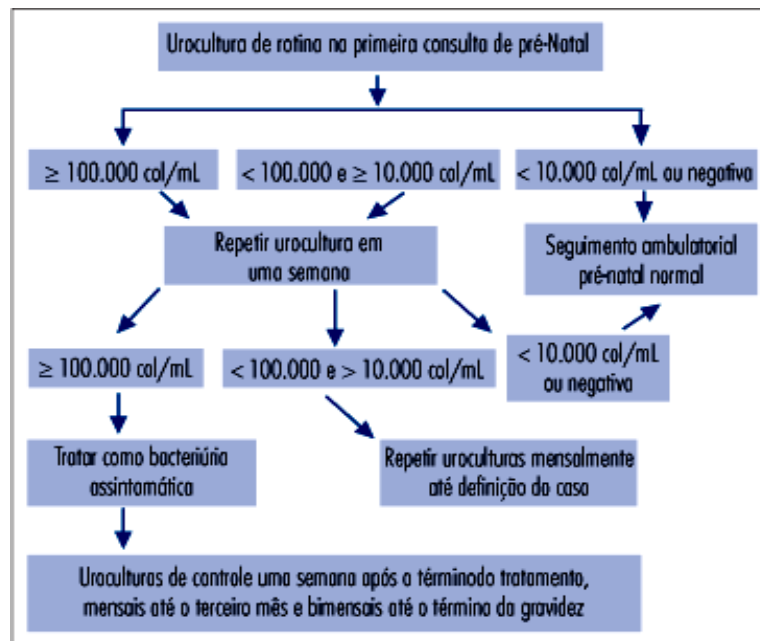 Urocultura de rotina na primeira consulta de pré-Natal
≥ 100.000 col/mL
< 100.000 e ≥ 10.000 col/mL
< 10.000 col/mL ou negativa
Repetir urocultura em
uma semana
Seguimento ambulatorial
pré-natal normal
≥ 100.000 col/mL
< 100.000 e > 10.000 col/mL
< 10.000 col/mL
ou negativa
Tratar como bacteriúria
assintomática
Repetir uroculturas mensalmente
até definição do caso
Uroculturas de controle uma semana após o términodo tratamento,
mensais até o terceiro mês e bimensais até o término da gravidez